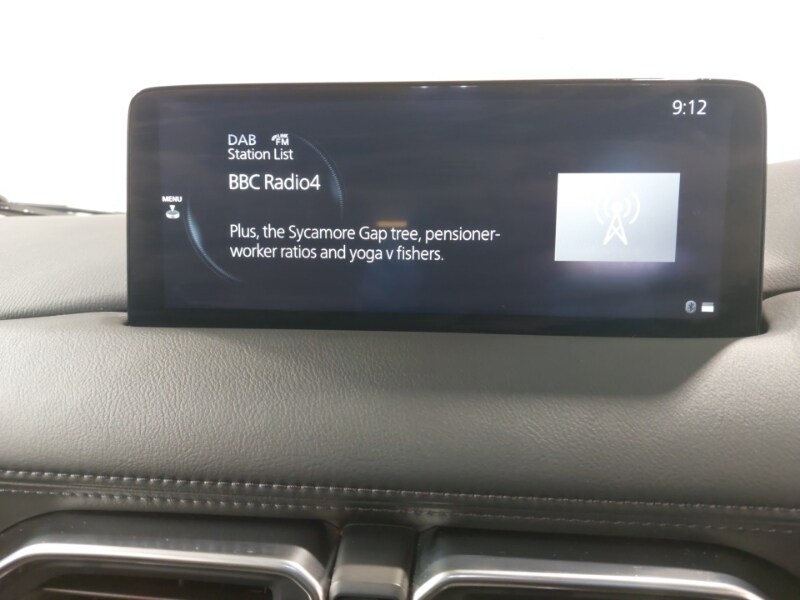 9:12
DAB FM
Station List
BBC Radio4
MENU
Plus, the Sycamore Gap tree, pensioner-
worker ratios and yoga v fishers.